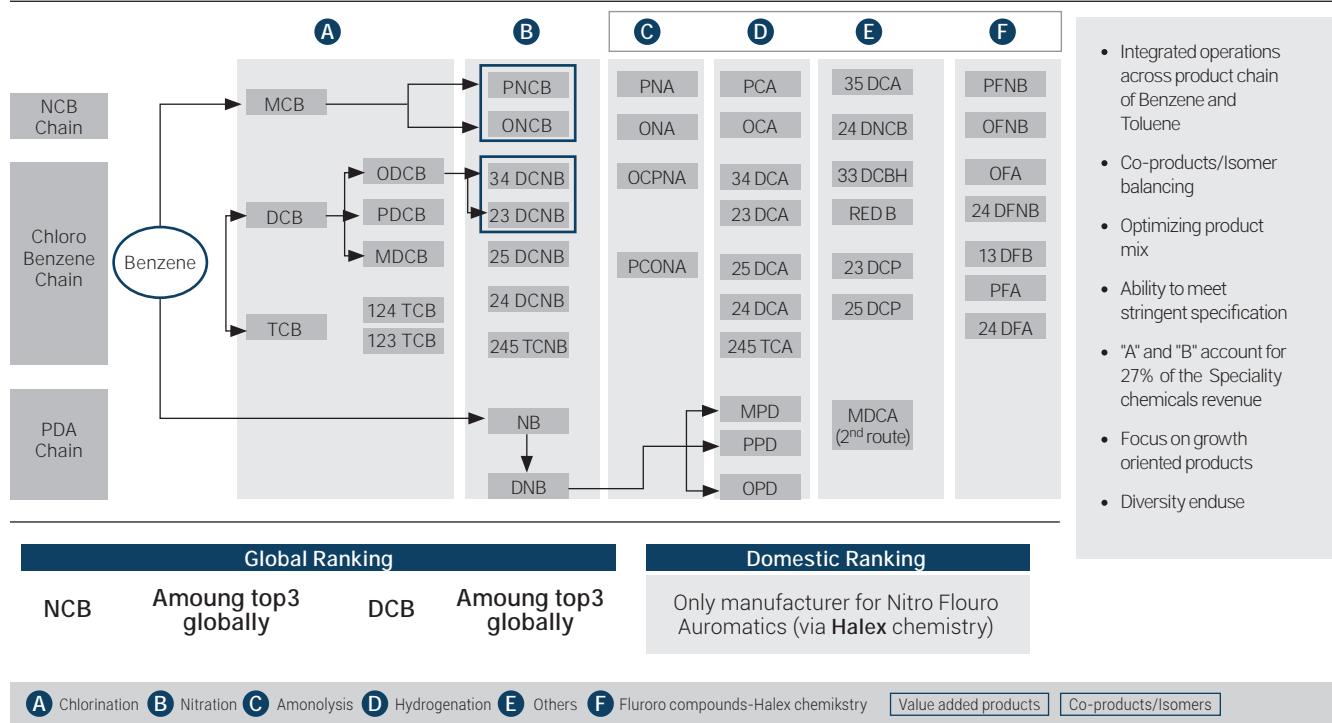 A B C D E F
NCB
Chain
Chloro
Benzene
Chain
PDA
Chain
Benzene
MCB
DCB
TCB
ODCB
PDCB
MDCB
124 TCB
123 TCB
PNCB
ONCB
34 DCNB
23 DCNB
25 DCNB
24 DCNB
245 TCNB
NB
DNB
PNA
ONA
OCPNA
PCONA
PCA
OCA
34 DCA
23 DCA
25 DCA
24 DCA
245 TCA
MPD
PPD
OPD
35 DCA
24 DNCB
33 DCBH
RED B
23 DCP
25 DCP
MDCA
(2nd route)
PFNB
OFNB
OFA
24 DFNB
13 DFB
PFA
24 DFA
• Integrated operations
across product chain
of Benzene and
Toluene
• Co-products/Isomer
balancing
• Optimizing product
mix
• Ability to meet
stringent specification
• "A" and "B" account for
27% of the Speciality
chemicals revenue
• Focus on growth
oriented products
• Diversity enduse
Global Ranking
NCB
Amoung top3
globally
DCB
Amoung top3
globally
Domestic Ranking
Only manufacturer for Nitro Flouro
Auromatics (via Halex chemistry)
A Chlorination B Nitration C Amonolysis D Hydrogenation E Others F Fluroro compounds-Halex chemikstry Value added products Co-products/Isomers